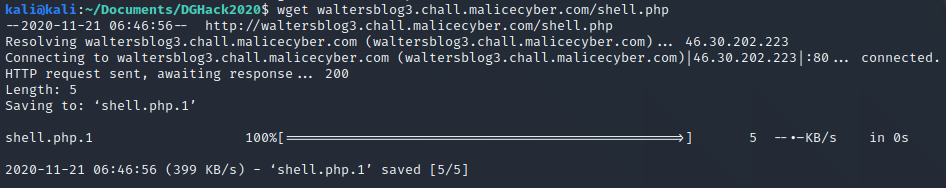 kali@kali:~/Documents/DGHack2020$ wget waltersblog3.chall.malicecyber.com/shell.php
--2020-11-21 06:46:56--  http://waltersblog3.chall.malicecyber.com/shell.php
Resolving waltersblog3.chall.malicecyber.com (waltersblog3.chall.malicecyber.com)... 46.30.202.223
Connecting to waltersblog3.chall.malicecyber.com (waltersblog3.chall.malicecyber.com)|46.30.202.223|:80... connected.
HTTP request sent, awaiting response... 200
Length: 5
Saving to: ‘shell.php.1’
shell.php.1 100%[===================================================>] 5 --.-KB/s in 0s
2020-11-21 06:46:56 (399 KB/s) - ‘shell.php.1’ saved [5/5]